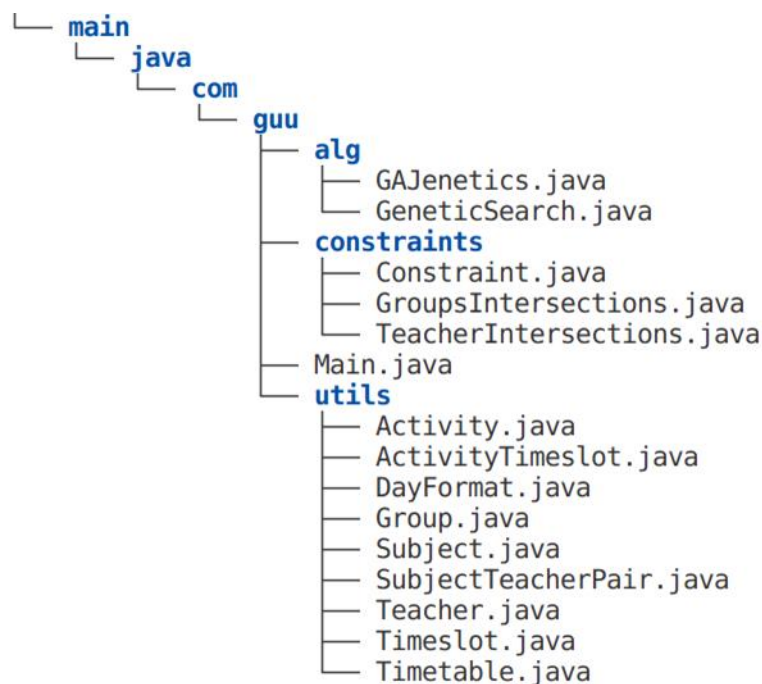 main
java
com
guu
alg
GAJenetics.java
GeneticSearch.java
constraints
Constraint.java
GroupsIntersections.java
TeacherIntersections.java
Main.java
utils
Activity.java
ActivityTimeslot.java
DayFormat.java
Group.java
Subject.java
SubjectTeacherPair.java
Teacher.java
Timeslot.java
Timetable.java